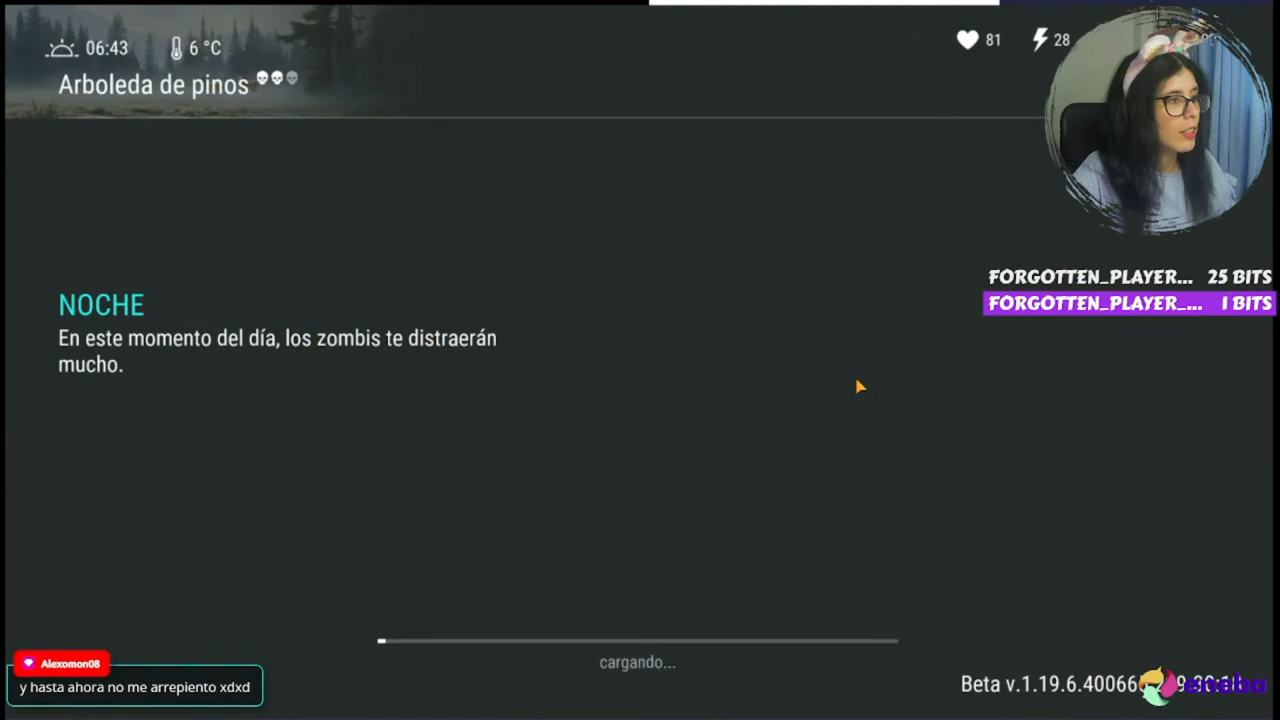 06:43
6 °C
81
28
Arboleda de pinos
FORGOTTEN_PLAYER... 25 BITS
FORGOTTEN_PLAYER_... 1 BITS
NOCHE
En este momento del día, los zombis te distraerán
mucho.
cargando...
Alexomon08
y hasta ahora no me arrepiento xdxd
Beta v.1.19.6.40066
eneba